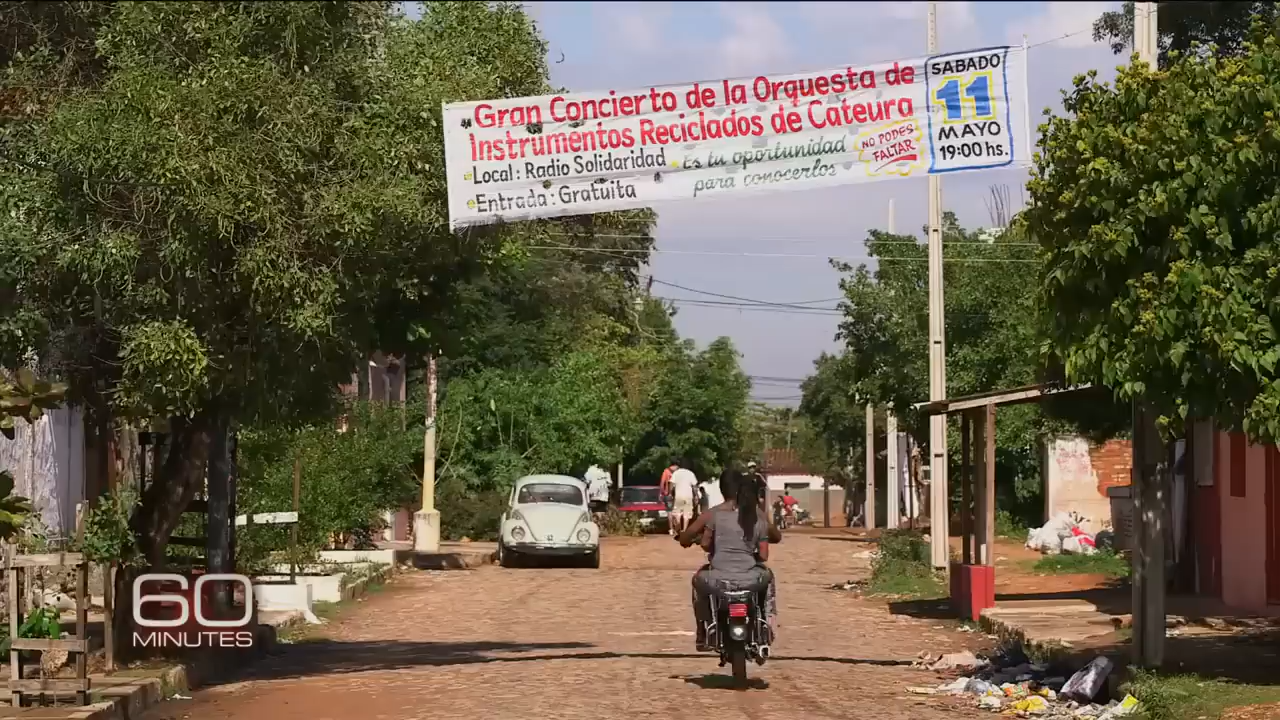 Gran Concierto de la Orquesta de
Instrumentos Reciclados de Cateura
Local: Radio Solidaridad
Entrada: Gratuita
Es tu oportunidad
para conocerlos
NO PODES
FALTAR
SABADO
11
MAYO
19:00 hs.
60
MINUTES